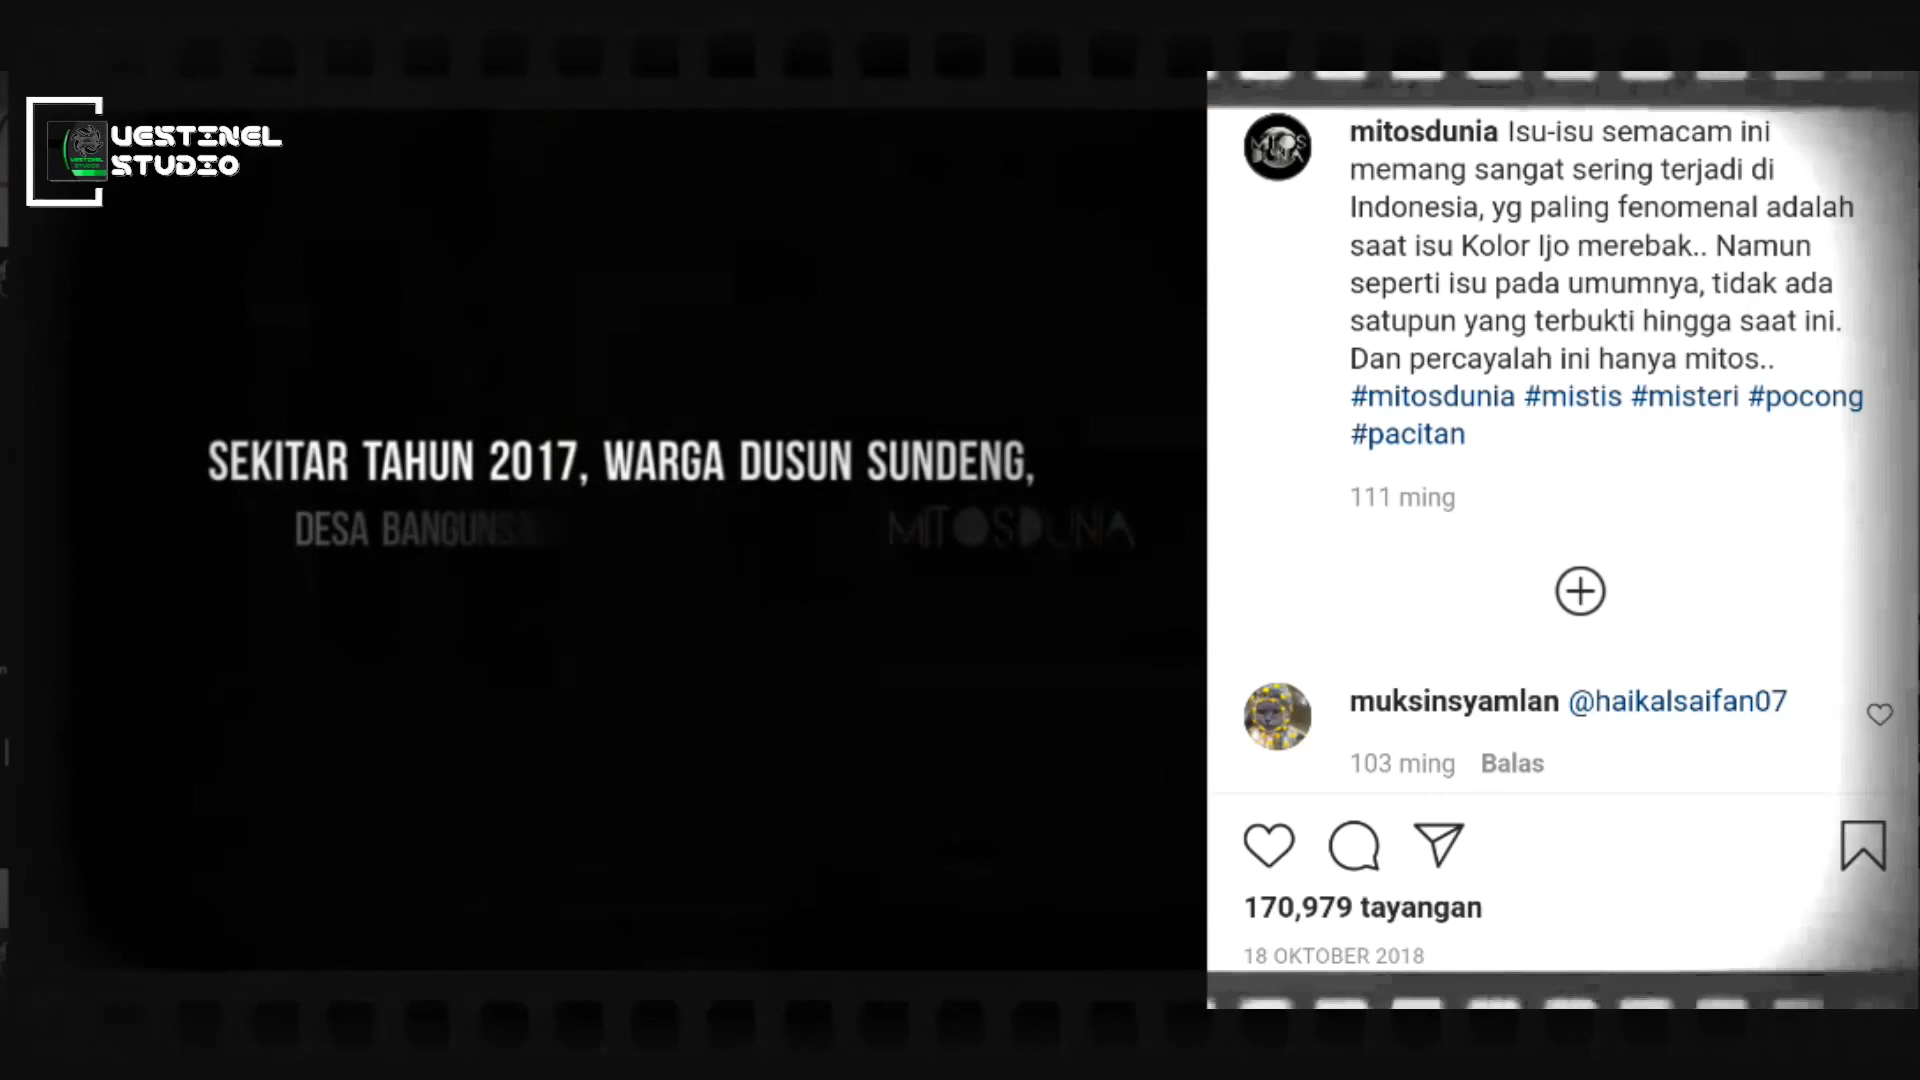 UESTINEL
STUDIO
SEKITAR TAHUN 2017, WARGA DUSUN SUNDENG,
DESA
MITOSDUNIA
mitosdunia Isu-isu semacam ini
memang sangat sering terjadi di
Indonesia, yg paling fenomenal adalah
saat isu Kolor Ijo merebak.. Namun
seperti isu pada umumnya, tidak ada
satupun yang terbukti hingga saat ini.
Dan percayalah ini hanya mitos..
#mitosdunia #mistis #misteri #pocong
#pacitan
111 ming
muksinsyamlan @haikalsaifan07
103 ming Balas
170,979 tayangan
18 OKTOBER 2018